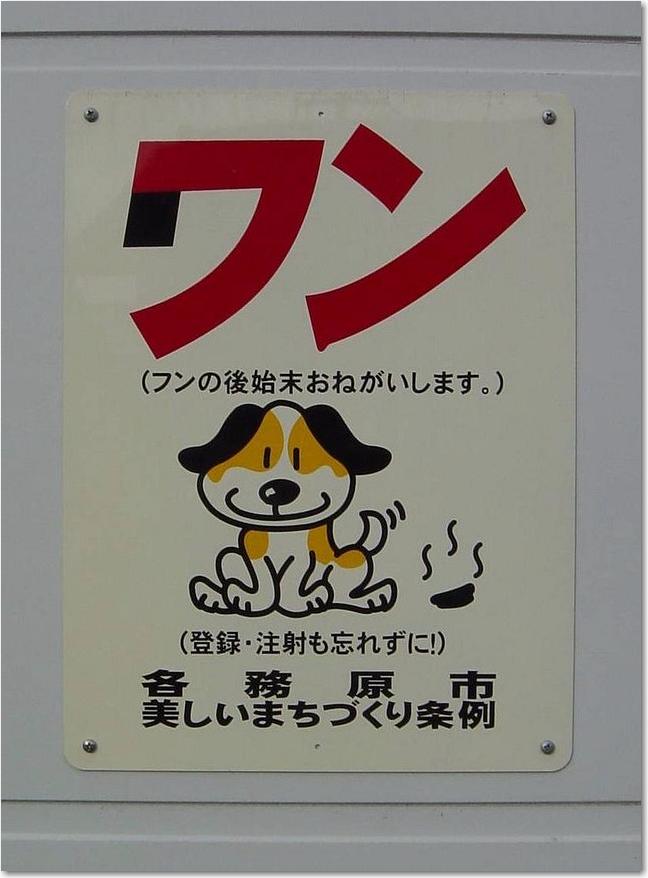 ワン
(フンの後始末おねがいします。)
(登録・注射も忘れずに!)
各務原市
美しいまちづくり条例